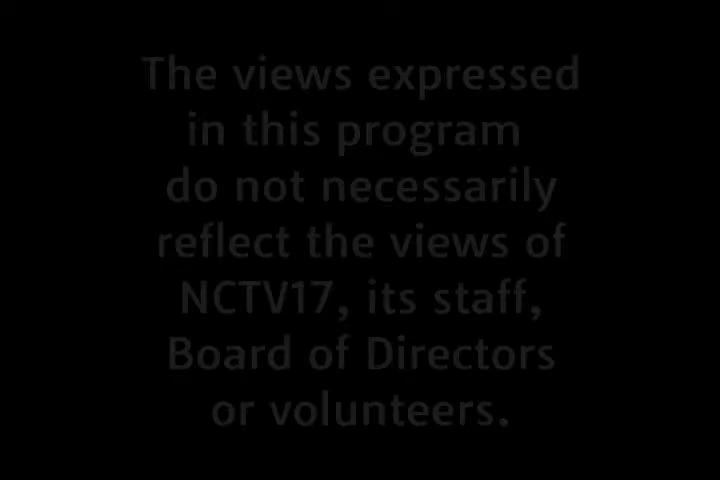 The views expressed
in this program
do not necessarily
reflect the views of
NCTV17, its staff,
Board of Directors
or volunteers.